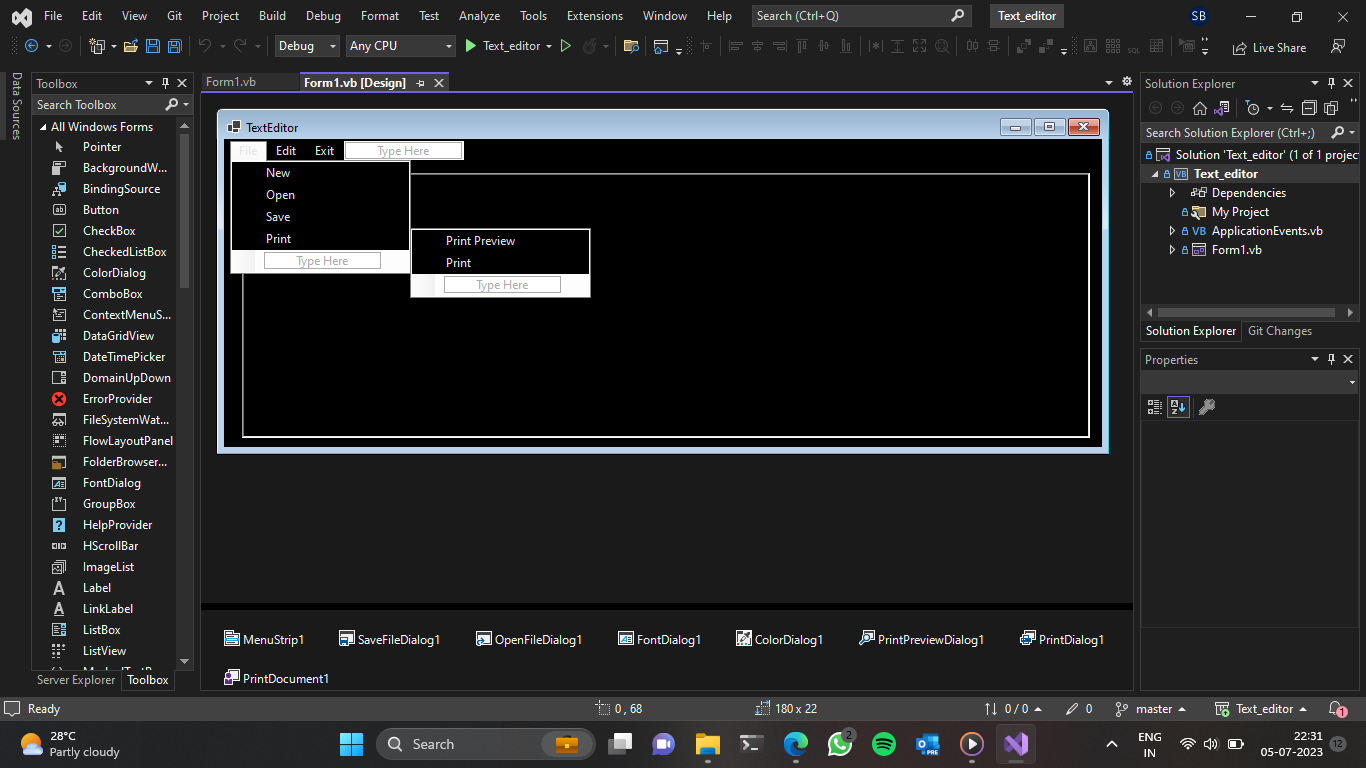 File Edit View Git Project Build Debug Format Test Analyze Tools Extensions Window Help Search (Ctrl+Q) Text_editor SB
Debug Any CPU Text_editor Live Share
Data Sources
Toolbox
Search Toolbox
All Windows Forms
Pointer
BackgroundW...
BindingSource
Button
CheckBox
CheckedListBox
ColorDialog
ComboBox
ContextMenuS...
DataGridView
DateTimePicker
DomainUpDown
ErrorProvider
FileSystemWat...
FlowLayoutPanel
FolderBrowser...
FontDialog
GroupBox
HelpProvider
HScrollBar
ImageList
Label
LinkLabel
ListBox
ListView
Server Explorer Toolbox
Form1.vb Form1.vb [Design]
TextEditor
File Edit Exit Type Here
New
Open
Save
Print
Type Here
Print Preview
Print
Type Here
MenuStrip1 SaveFileDialog1 OpenFileDialog1 FontDialog1 ColorDialog1 PrintPreviewDialog1 PrintDialog1
PrintDocument1
Solution Explorer
Search Solution Explorer (Ctrl+;)
Solution 'Text_editor' (1 of 1 project
Text_editor
Dependencies
My Project
VB ApplicationEvents.vb
Form1.vb
Solution Explorer Git Changes
Properties
Ready 0 , 68 180 x 22 0 / 0 0 master Text_editor 1
28°C
Partly cloudy
Search
2
PRE
ENG
IN
22:31
05-07-2023
12